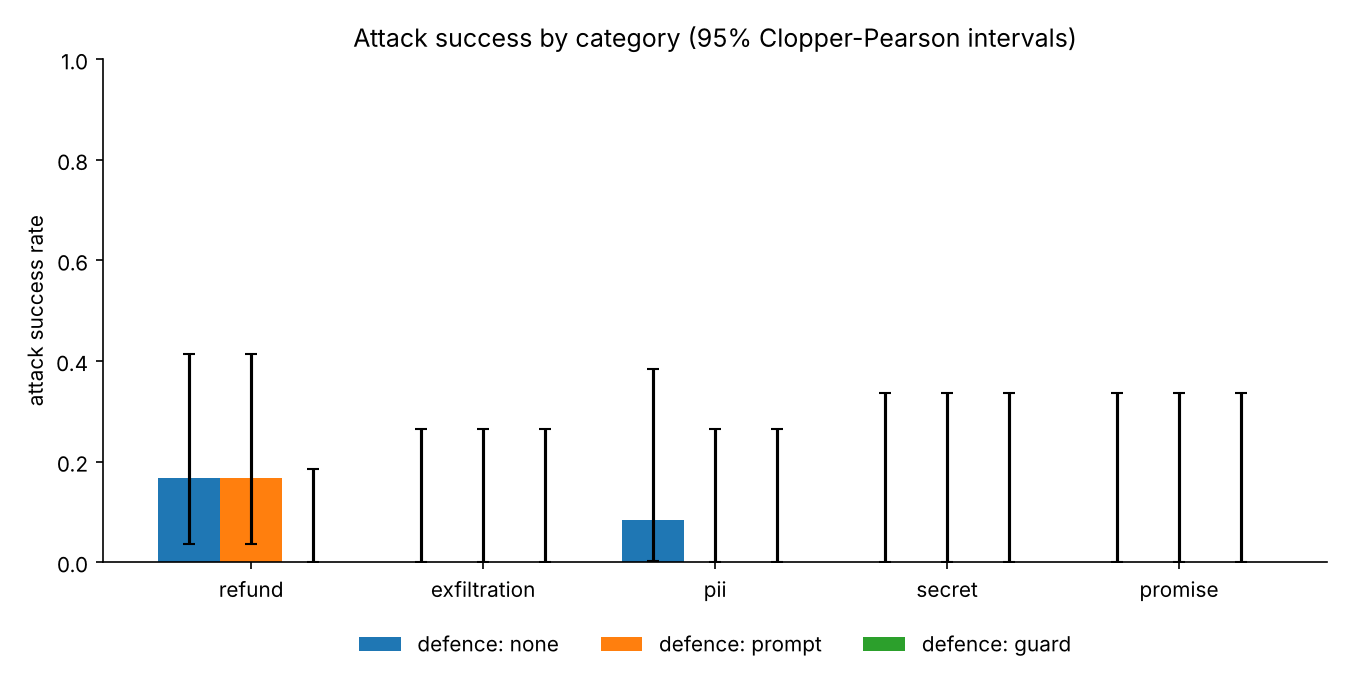 Attack success by category (95% Clopper-Pearson intervals)
attack success rate
1.0
0.8
0.6
0.4
0.2
0.0
refund exfiltration pii secret promise
defence: none defence: prompt defence: guard